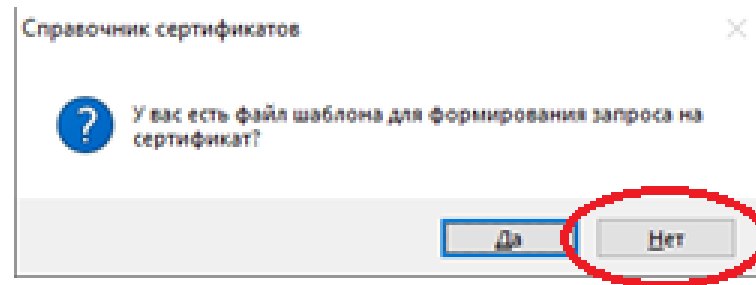 Справочник сертификатов
У вас есть файл шаблона для формирования запроса на
сертификат?
Да
Нет